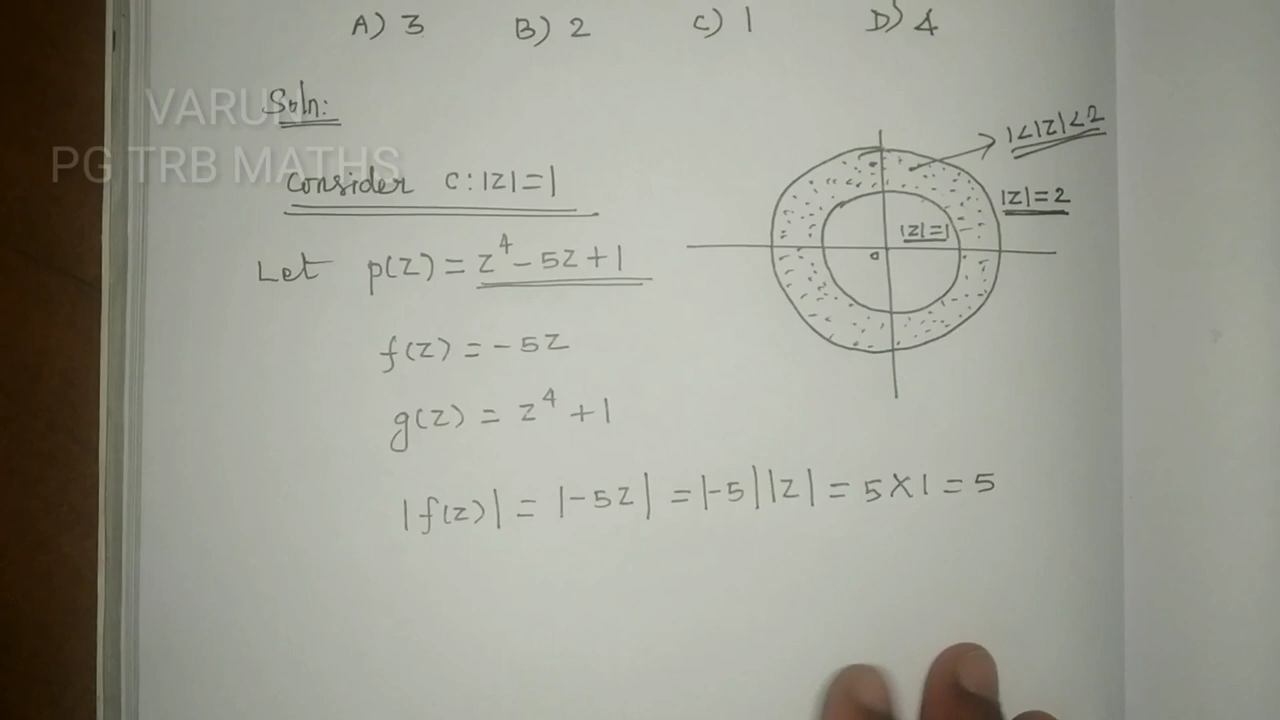 A) 3 B) 2 C) 1 D) 4
VARUN
Soln:
PG TRB MATHS
Consider C : |z| = 1
1<|z|<2
|z| = 2
|z|=1
o
Let p(z) = z⁴ - 5z + 1
f(z) = - 5z
g(z) = z⁴ + 1
|f(z)| = |-5z| = |-5||z| = 5 × 1 = 5